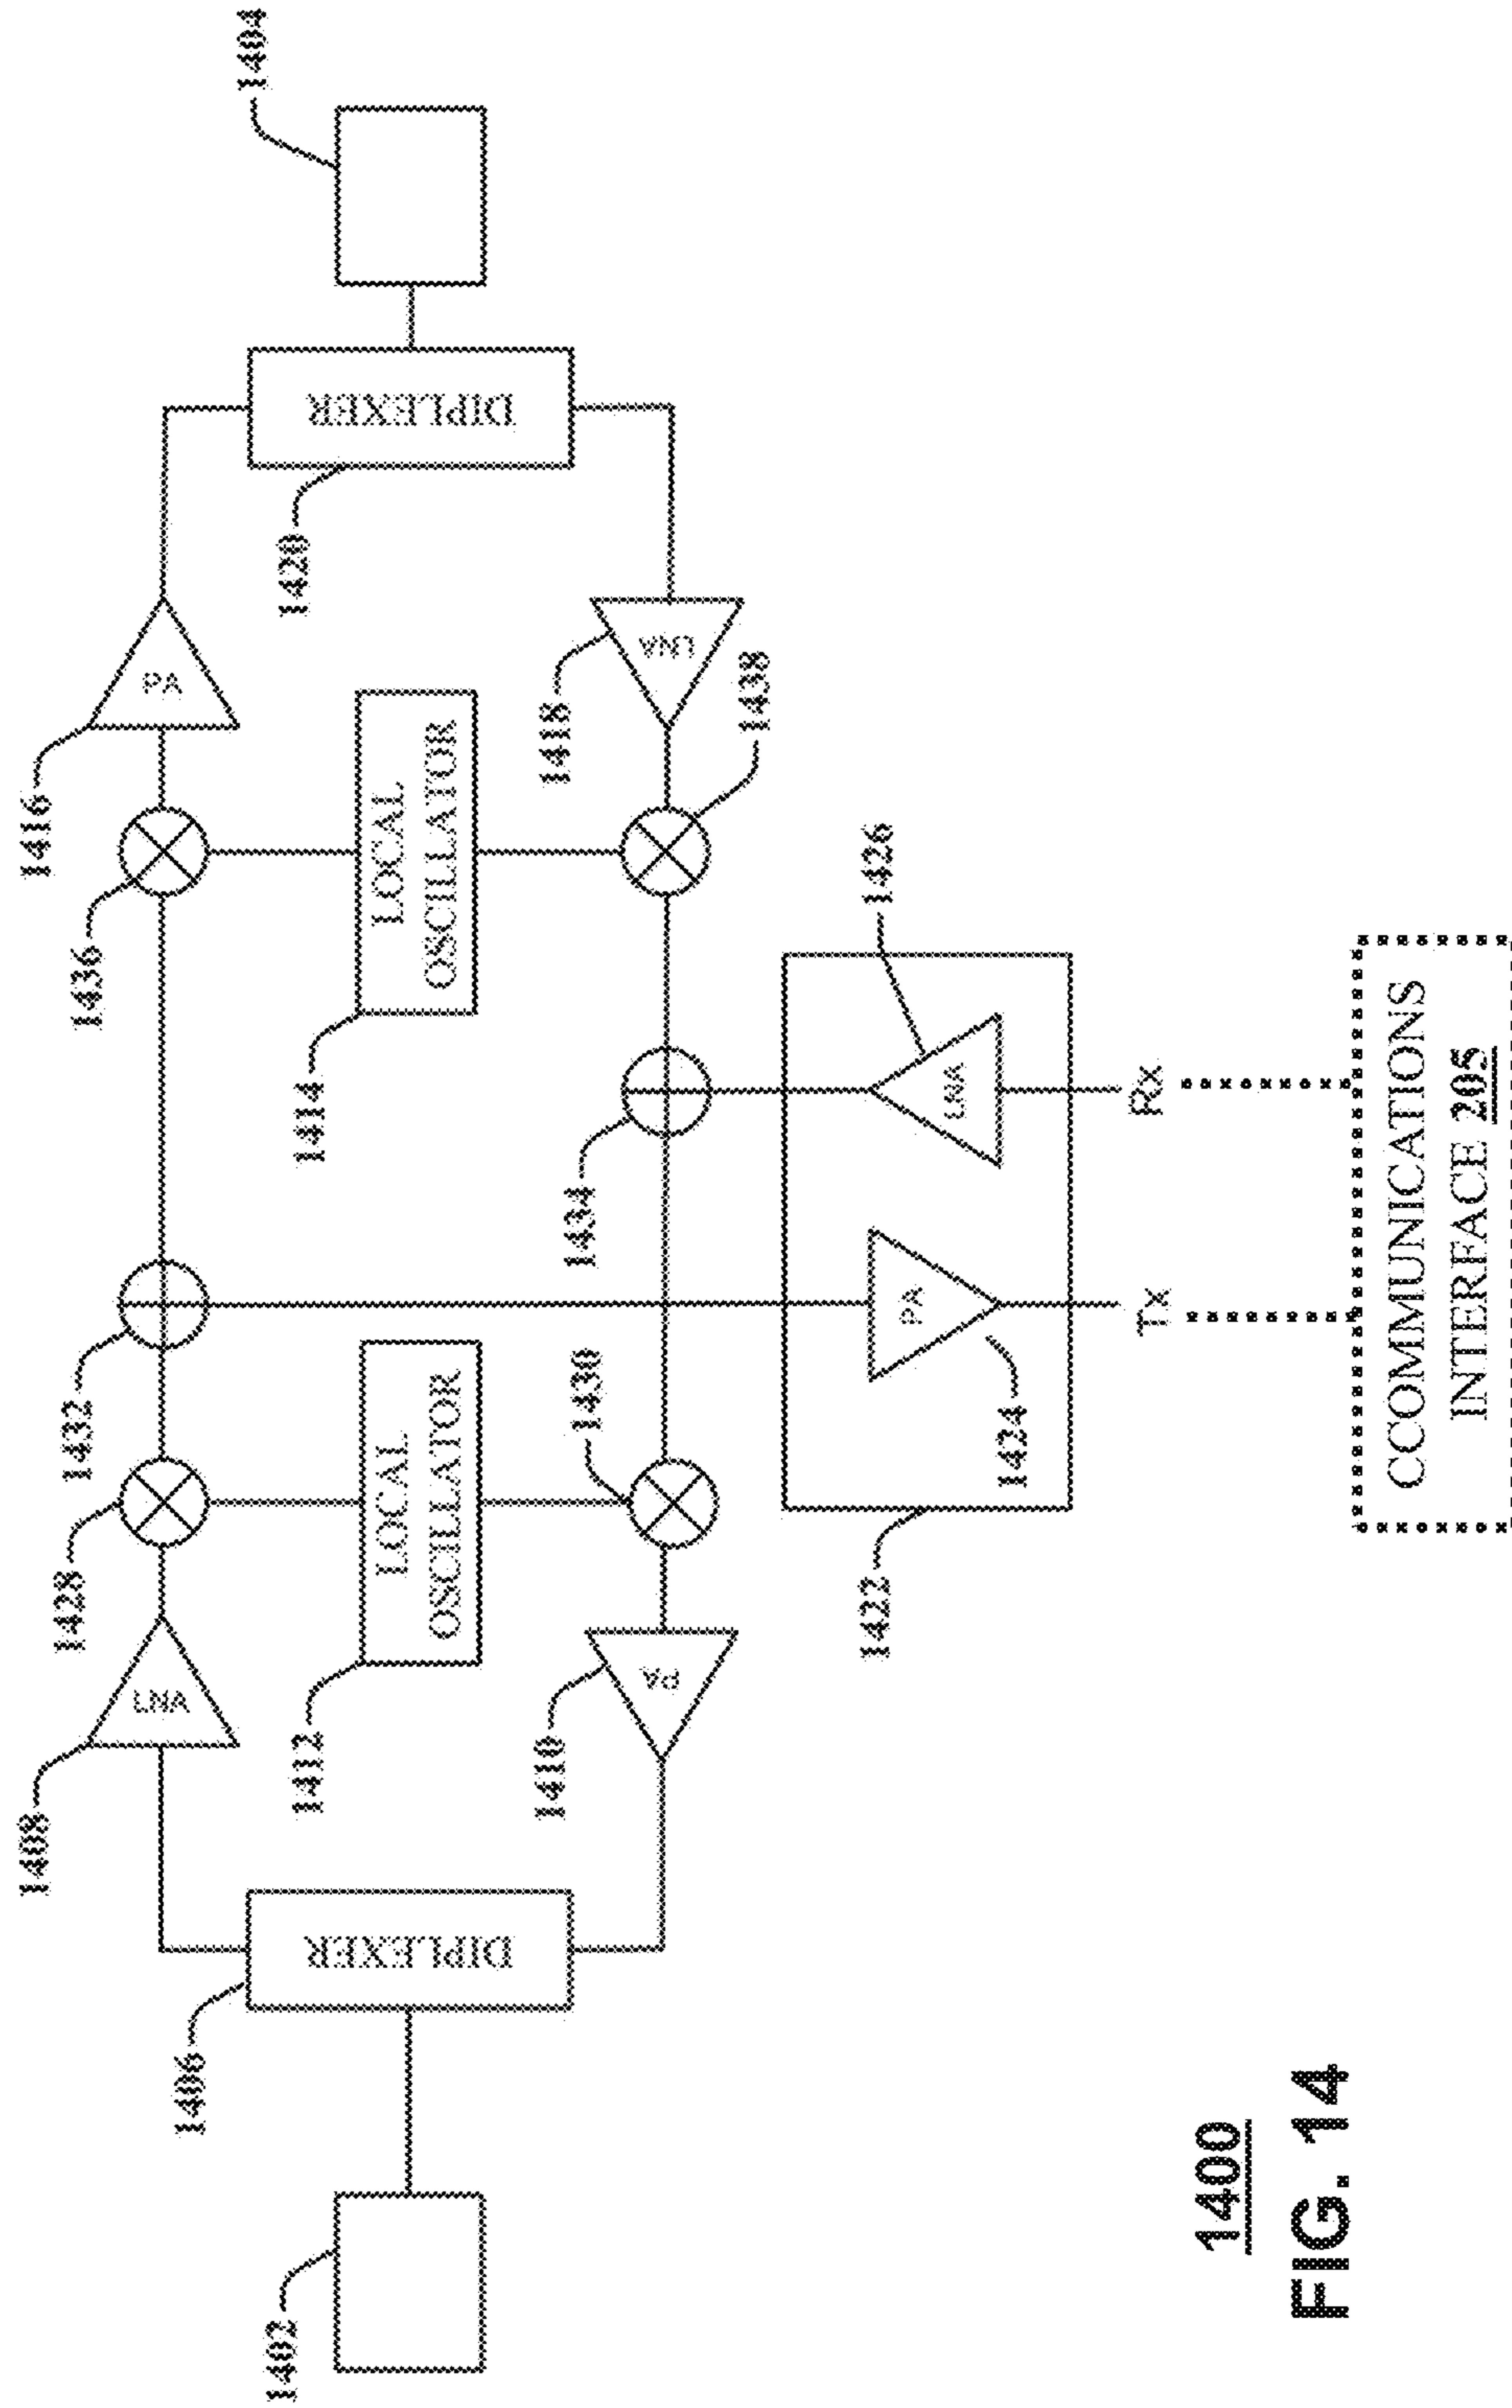 1404
1416
PA
1420
DIPLEXER
1436
LOCAL
OSCILLATOR
1414
1418
LNA
1438
1432
1434
1426
LNA
Rx
1428
LOCAL
OSCILLATOR
1412
1430
PA
1424
Tx
1422
CCOMMUNICATIONS
INTERFACE 205
1408
LNA
1410
PA
1406
DIPLEXER
1402
1400
FIG. 14